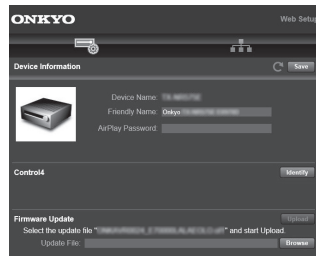 ONKYO
Web Setup
Device Information
Save
Device Name:
Friendly Name: Onkyo
AirPlay Password:
Control4
Identify
Firmware Update
Upload
Select the update file " " and start Upload.
Update File:
Browse